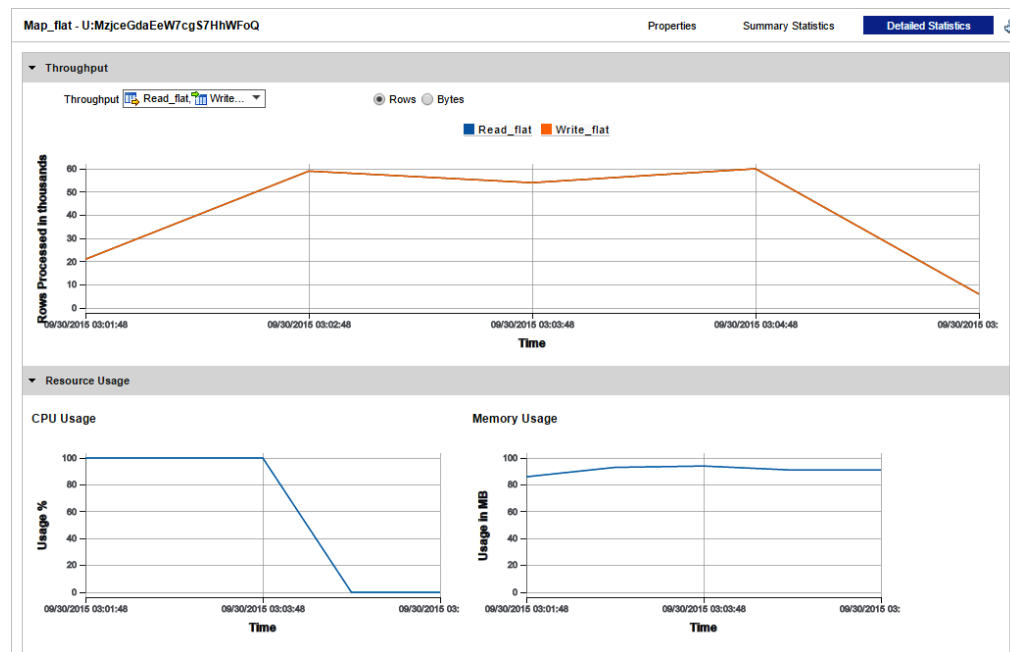 Map_flat - U:MzjceGdaEeW7cgS7HhWFoQ Properties Summary Statistics Detailed Statistics
Throughput
Throughput Read_flat, Write... Rows Bytes
Read_flat Write_flat
Rows Processed in thousands
60
50
40
30
20
10
0
09/30/2015 03:01:48 09/30/2015 03:02:48 09/30/2015 03:03:48 09/30/2015 03:04:48 09/30/2015 03:
Time
Resource Usage
CPU Usage
Usage %
100
80
60
40
20
0
09/30/2015 03:01:48 09/30/2015 03:03:48 09/30/2015 03:
Time
Memory Usage
Usage in MB
100
80
60
40
20
0
09/30/2015 03:01:48 09/30/2015 03:03:48 09/30/2015 03:
Time